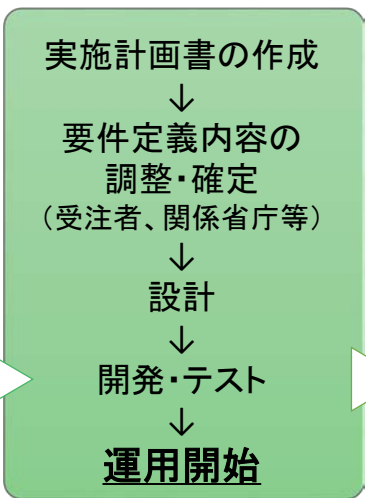 実施計画書の作成
↓
要件定義内容の
調整・確定
（受注者、関係省庁等）
↓
設計
↓
開発・テスト
↓
運用開始